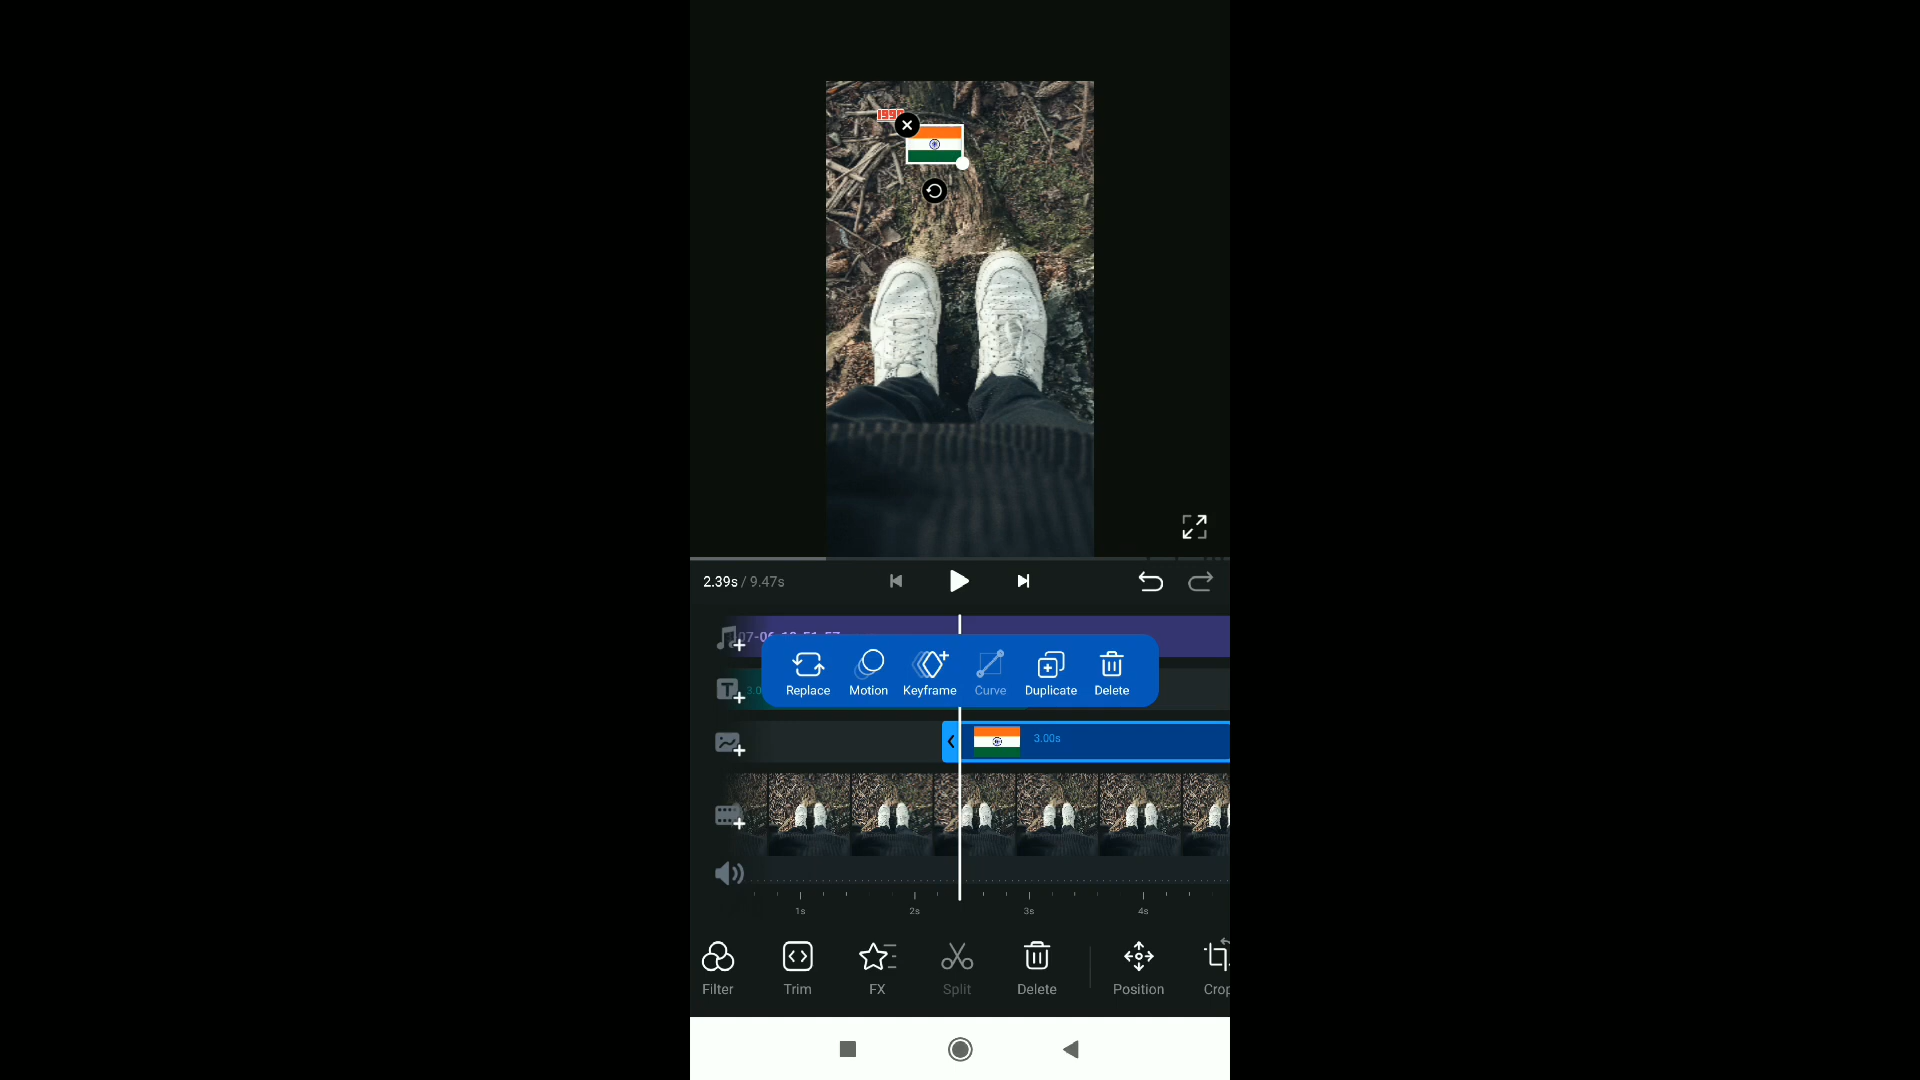 2.39s / 9.47s
Replace
Motion
Keyframe
Curve
Duplicate
Delete
3.00s
1s
2s
3s
4s
Filter
Trim
FX
Split
Delete
Position
Crop